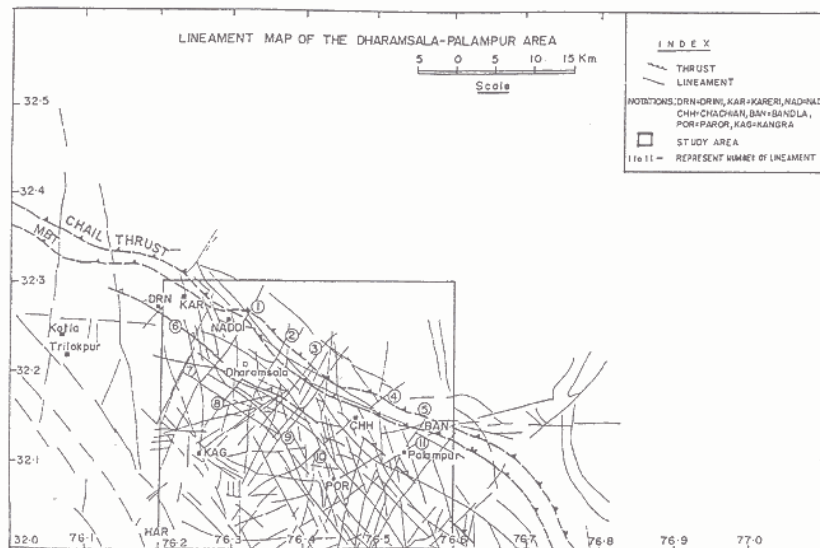 LINEAMENT MAP OF THE DHARAMSALA-PALAMPUR AREA
5 0 5 10 15 Km
Scale
INDEX
THRUST
LINEAMENT
NOTATIONS: DRN=DRINI, KAR=KARERI, NAD=NAD
CHH=CHACHIAN, BAN=BANDLA,
POR=PAROR, KAG=KANGRA
STUDY AREA
1 to 11 - REPRESENT NUMBER OF LINEAMENT
32.5
32.4
CHAIL THRUST
MBT
32.3
DRN
KAR
1
NADDI
6
Kotla
Trilokpur
2
3
32.2
7
Dharamsala
8
4
5
CHH
BAN
9
11
32.1
KAG
10
Palampur
POR
HAR
32.0 76.1 76.2 76.3 76.4 76.5 76.6 76.7 76.8 76.9 77.0